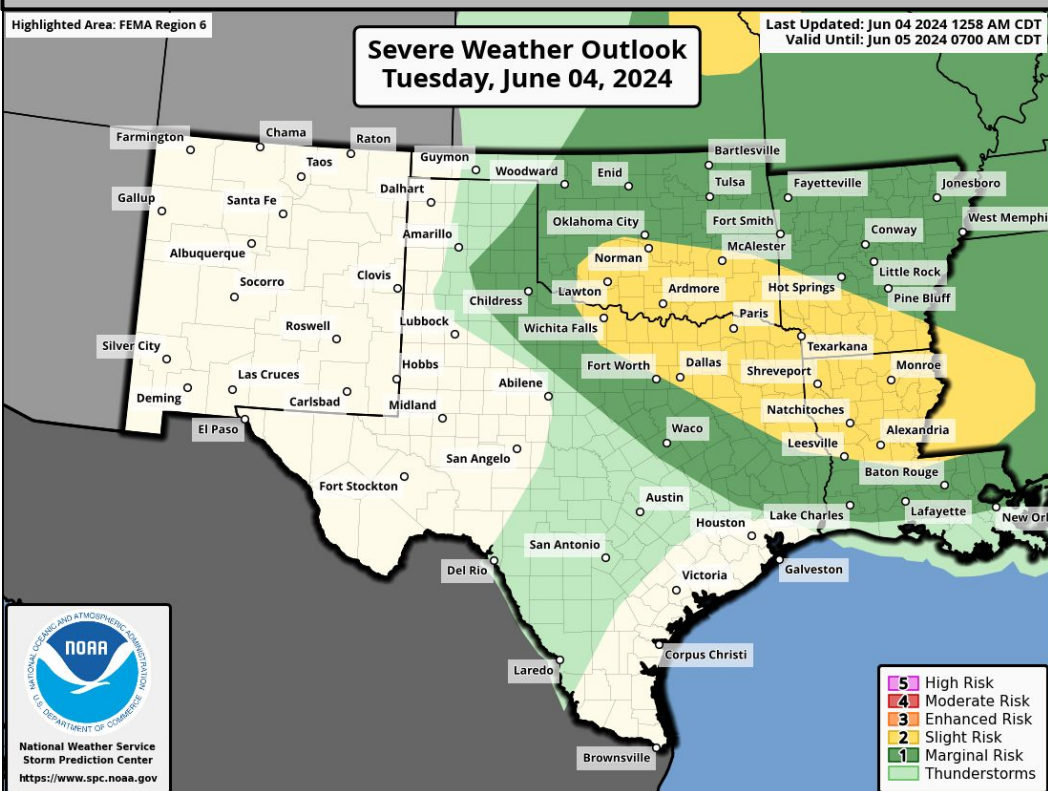 Highlighted Area: FEMA Region 6
Severe Weather Outlook
Tuesday, June 04, 2024
Last Updated: Jun 04 2024 1258 AM CDT
Valid Until: Jun 05 2024 0700 AM CDT
Farmington
Chama
Raton
Taos
Guymon
Woodward
Enid
Bartlesville
Tulsa
Fayetteville
Jonesboro
Gallup
Santa Fe
Dalhart
Oklahoma City
Fort Smith
Conway
West Memphi
Albuquerque
Amarillo
Norman
McAlester
Socorro
Clovis
Childress
Lawton
Ardmore
Hot Springs
Little Rock
Pine Bluff
Roswell
Lubbock
Wichita Falls
Paris
Texarkana
Silver City
Hobbs
Fort Worth
Dallas
Shreveport
Monroe
Deming
Las Cruces
Carlsbad
Midland
Abilene
Natchitoches
El Paso
San Angelo
Waco
Leesville
Alexandria
Fort Stockton
Baton Rouge
Austin
Houston
Lake Charles
Lafayette
New Orl
Del Rio
San Antonio
Victoria
Galveston
Laredo
Corpus Christi
Brownsville
NATIONAL OCEANIC AND ATMOSPHERIC ADMINISTRATION
NOAA
U.S. DEPARTMENT OF COMMERCE
National Weather Service
Storm Prediction Center
https://www.spc.noaa.gov
5 High Risk
4 Moderate Risk
3 Enhanced Risk
2 Slight Risk
1 Marginal Risk
Thunderstorms